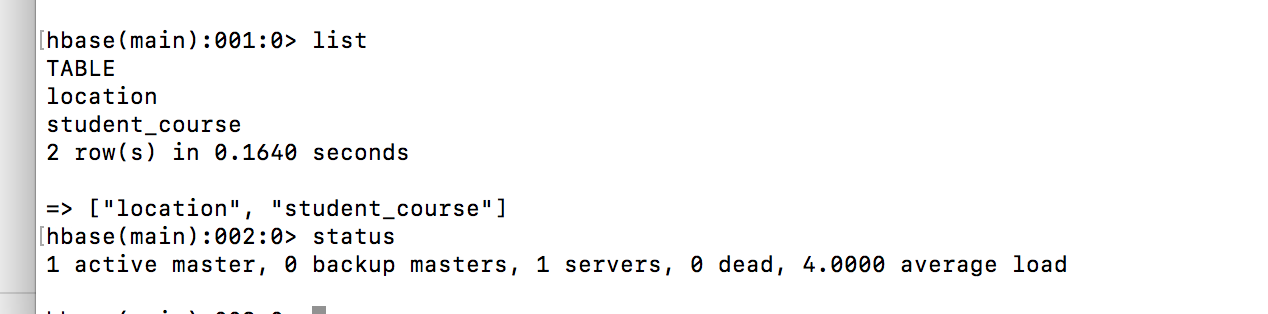 hbase(main):001:0> list
TABLE
location
student_course
2 row(s) in 0.1640 seconds
=> ["location", "student_course"]
hbase(main):002:0> status
1 active master, 0 backup masters, 1 servers, 0 dead, 4.0000 average load